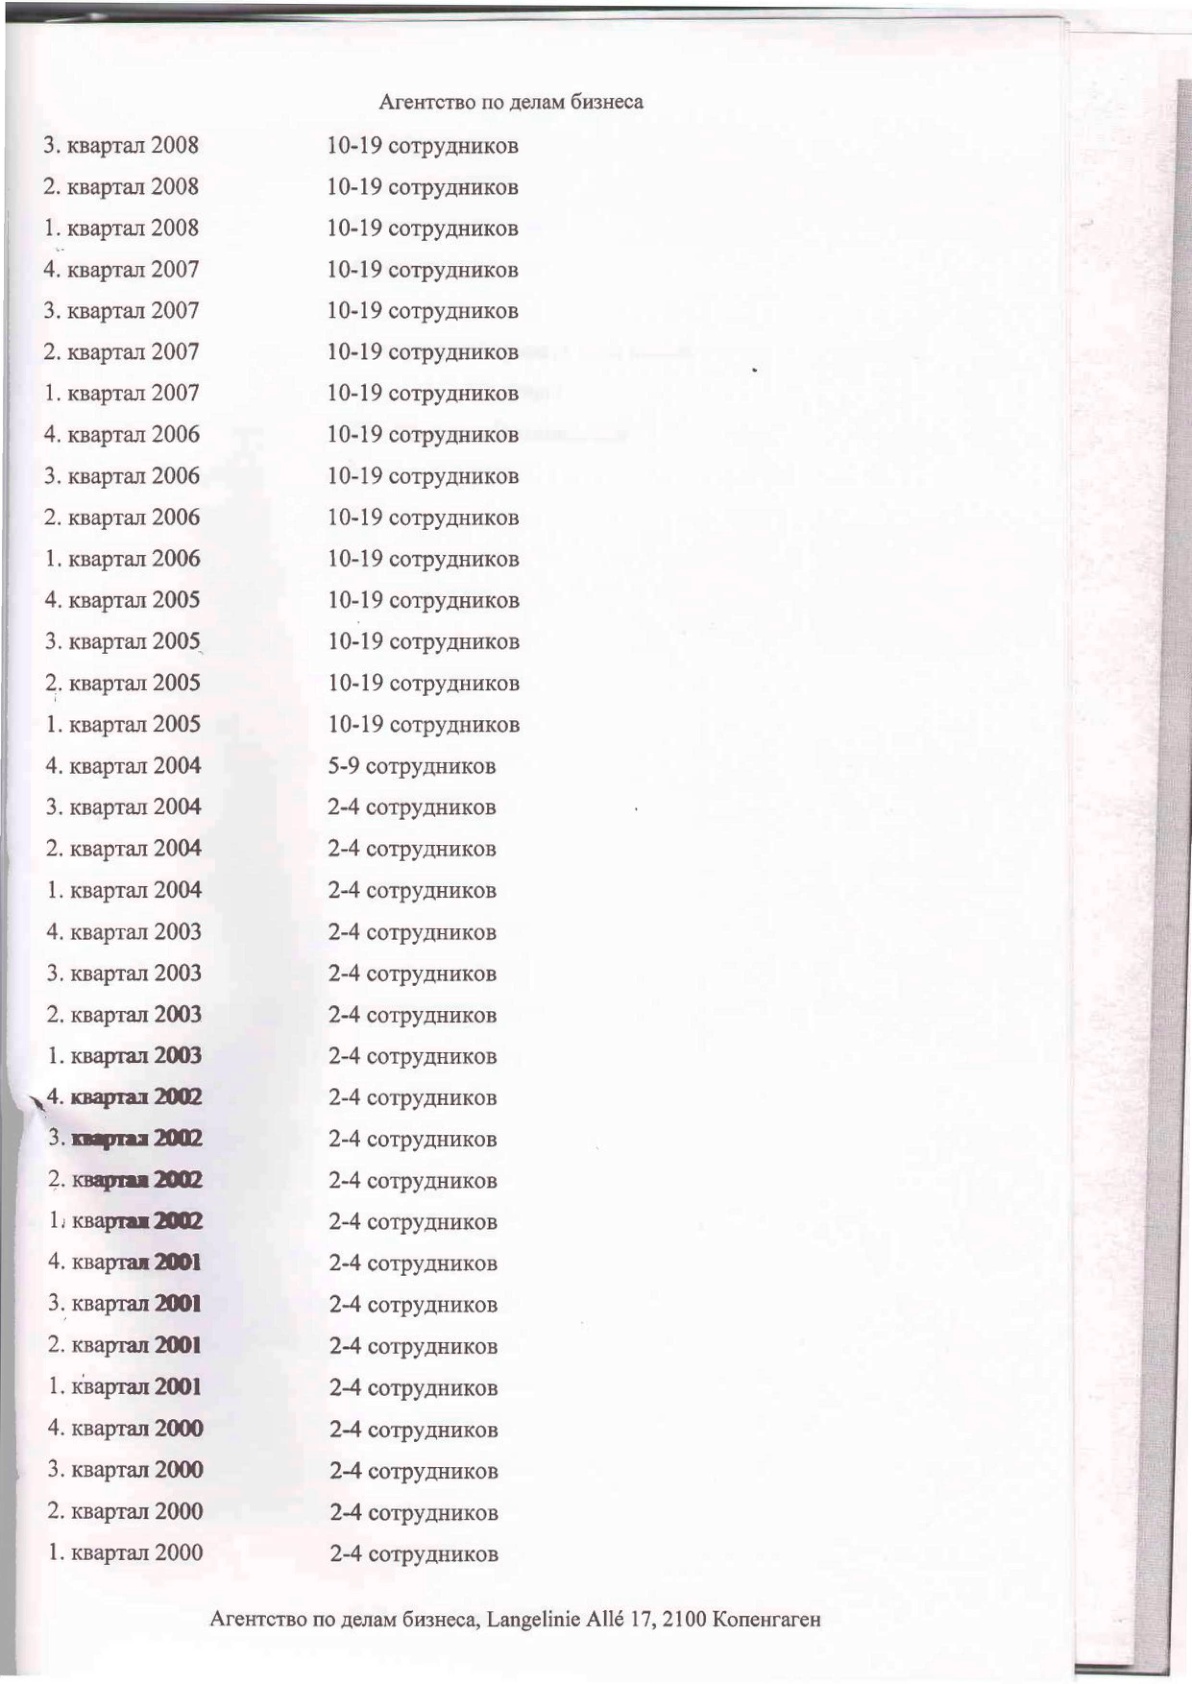 Агентство по делам бизнеса
3. квартал 2008 10-19 сотрудников
2. квартал 2008 10-19 сотрудников
1. квартал 2008 10-19 сотрудников
4. квартал 2007 10-19 сотрудников
3. квартал 2007 10-19 сотрудников
2. квартал 2007 10-19 сотрудников
1. квартал 2007 10-19 сотрудников
4. квартал 2006 10-19 сотрудников
3. квартал 2006 10-19 сотрудников
2. квартал 2006 10-19 сотрудников
1. квартал 2006 10-19 сотрудников
4. квартал 2005 10-19 сотрудников
3. квартал 2005 10-19 сотрудников
2. квартал 2005 10-19 сотрудников
1. квартал 2005 10-19 сотрудников
4. квартал 2004 5-9 сотрудников
3. квартал 2004 2-4 сотрудников
2. квартал 2004 2-4 сотрудников
1. квартал 2004 2-4 сотрудников
4. квартал 2003 2-4 сотрудников
3. квартал 2003 2-4 сотрудников
2. квартал 2003 2-4 сотрудников
1. квартал 2003 2-4 сотрудников
4. квартал 2002 2-4 сотрудников
3. квартал 2002 2-4 сотрудников
2. квартал 2002 2-4 сотрудников
1. квартал 2002 2-4 сотрудников
4. квартал 2001 2-4 сотрудников
3. квартал 2001 2-4 сотрудников
2. квартал 2001 2-4 сотрудников
1. квартал 2001 2-4 сотрудников
4. квартал 2000 2-4 сотрудников
3. квартал 2000 2-4 сотрудников
2. квартал 2000 2-4 сотрудников
1. квартал 2000 2-4 сотрудников
Агентство по делам бизнеса, Langelinie Allé 17, 2100 Копенгаген